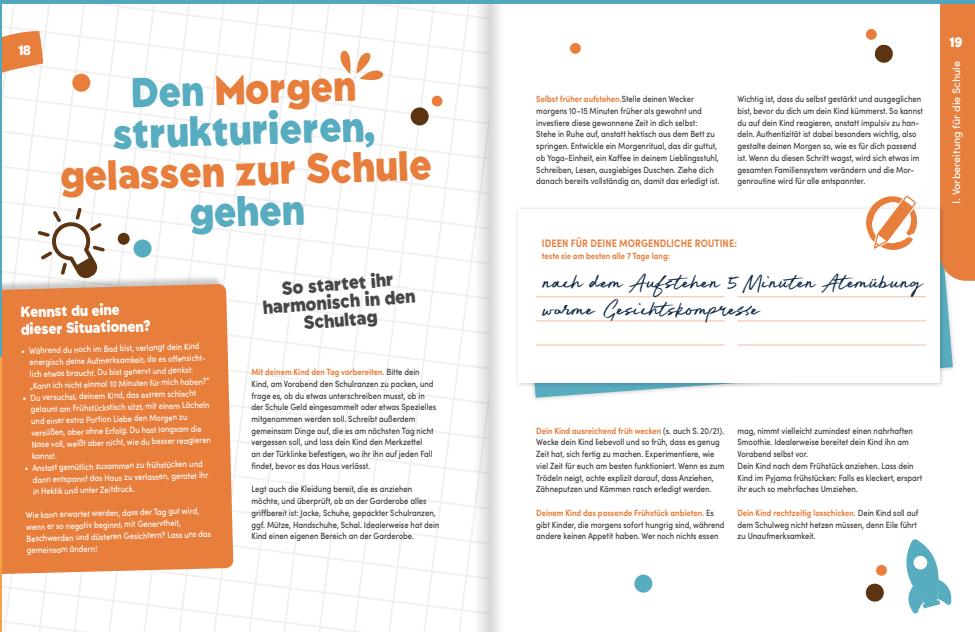 18
Den Morgen
strukturieren,
gelassen zur Schule
gehen
Kennst du eine
dieser Situationen?
• Während du noch im Bad bist, verlangt dein Kind
energisch deine Aufmerksamkeit, da es offensicht-
lich etwas braucht. Du bist genervt und denkst:
„Kann ich nicht einmal 10 Minuten für mich haben?"
• Du versuchst, deinem Kind, das extrem schlecht
gelaunt am Frühstückstisch sitzt, mit einem Lächeln
und einer extra Portion Liebe den Morgen zu
versüßen, aber ohne Erfolg. Du hast langsam die
Nase voll, weißt aber nicht, wie du besser reagieren
kannst.
• Anstatt gemütlich zusammen zu frühstücken und
dann entspannt das Haus zu verlassen, geratet ihr
in Hektik und unter Zeitdruck.
Wie kann erwartet werden, dass der Tag gut wird,
wenn er so negativ beginnt, mit Genervtheit,
Beschwerden und düsteren Gesichtern? Lass uns das
gemeinsam ändern!
So startet ihr
harmonisch in den
Schultag
Mit deinem Kind den Tag vorbereiten. Bitte dein
Kind, am Vorabend den Schulranzen zu packen, und
frage es, ob du etwas unterschreiben musst, ob in
der Schule Geld eingesammelt oder etwas Spezielles
mitgenommen werden soll. Schreibt außerdem
gemeinsam Dinge auf, die es am nächsten Tag nicht
vergessen soll, und lass dein Kind den Merkzettel
an der Türklinke befestigen, wo ihr ihn auf jeden Fall
findet, bevor es das Haus verlässt.
Legt auch die Kleidung bereit, die es anziehen
möchte, und überprüft, ob an der Garderobe alles
griffbereit ist: Jacke, Schuhe, gepackter Schulranzen,
ggf. Mütze, Handschuhe, Schal. Idealerweise hat dein
Kind einen eigenen Bereich an der Garderobe.
19
I. Vorbereitung für die Schule
Selbst früher aufstehen.Stelle deinen Wecker
morgens 10–15 Minuten früher als gewohnt und
investiere diese gewonnene Zeit in dich selbst:
Stehe in Ruhe auf, anstatt hektisch aus dem Bett zu
springen. Entwickle ein Morgenritual, das dir guttut,
ob Yoga-Einheit, ein Kaffee in deinem Lieblingsstuhl,
Schreiben, Lesen, ausgiebiges Duschen. Ziehe dich
danach bereits vollständig an, damit das erledigt ist.
Wichtig ist, dass du selbst gestärkt und ausgeglichen
bist, bevor du dich um dein Kind kümmerst. So kannst
du auf dein Kind reagieren, anstatt impulsiv zu han-
deln. Authentizität ist dabei besonders wichtig, also
gestalte deinen Morgen so, wie es für dich passend
ist. Wenn du diesen Schritt wagst, wird sich etwas im
gesamten Familiensystem verändern und die Mor-
genroutine wird für alle entspannter.
IDEEN FÜR DEINE MORGENDLICHE ROUTINE:
teste sie am besten alle 7 Tage lang:
nach dem Aufstehen 5 Minuten Atemübung
warme Gesichtskompresse
Dein Kind ausreichend früh wecken (s. auch S. 20/21).
Wecke dein Kind liebevoll und so früh, dass es genug
Zeit hat, sich fertig zu machen. Experimentiere, wie
viel Zeit für euch am besten funktioniert. Wenn es zum
Trödeln neigt, achte explizit darauf, dass Anziehen,
Zähneputzen und Kämmen rasch erledigt werden.
Deinem Kind das passende Frühstück anbieten. Es
gibt Kinder, die morgens sofort hungrig sind, während
andere keinen Appetit haben. Wer noch nichts essen
mag, nimmt vielleicht zumindest einen nahrhaften
Smoothie. Idealerweise bereitet dein Kind ihn am
Vorabend selbst vor.
Dein Kind nach dem Frühstück anziehen. Lass dein
Kind im Pyjama frühstücken: Falls es kleckert, erspart
ihr euch so mehrfaches Umziehen.
Dein Kind rechtzeitig losschicken. Dein Kind soll auf
dem Schulweg nicht hetzen müssen, denn Eile führt
zu Unaufmerksamkeit.